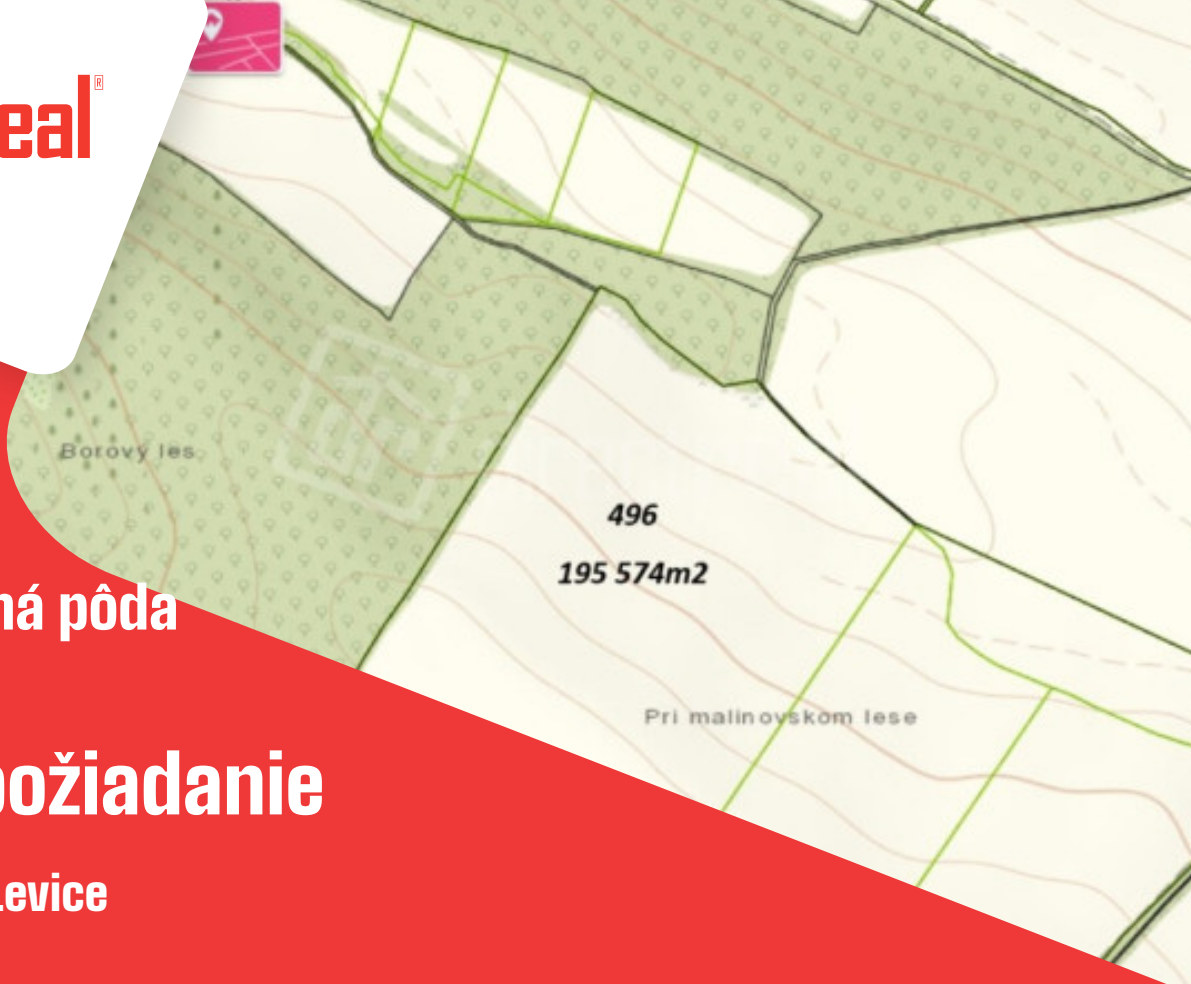 eal®
Borový les
496
195 574m2
ná pôda
Pri malinovskom lese
požiadanie
Levice